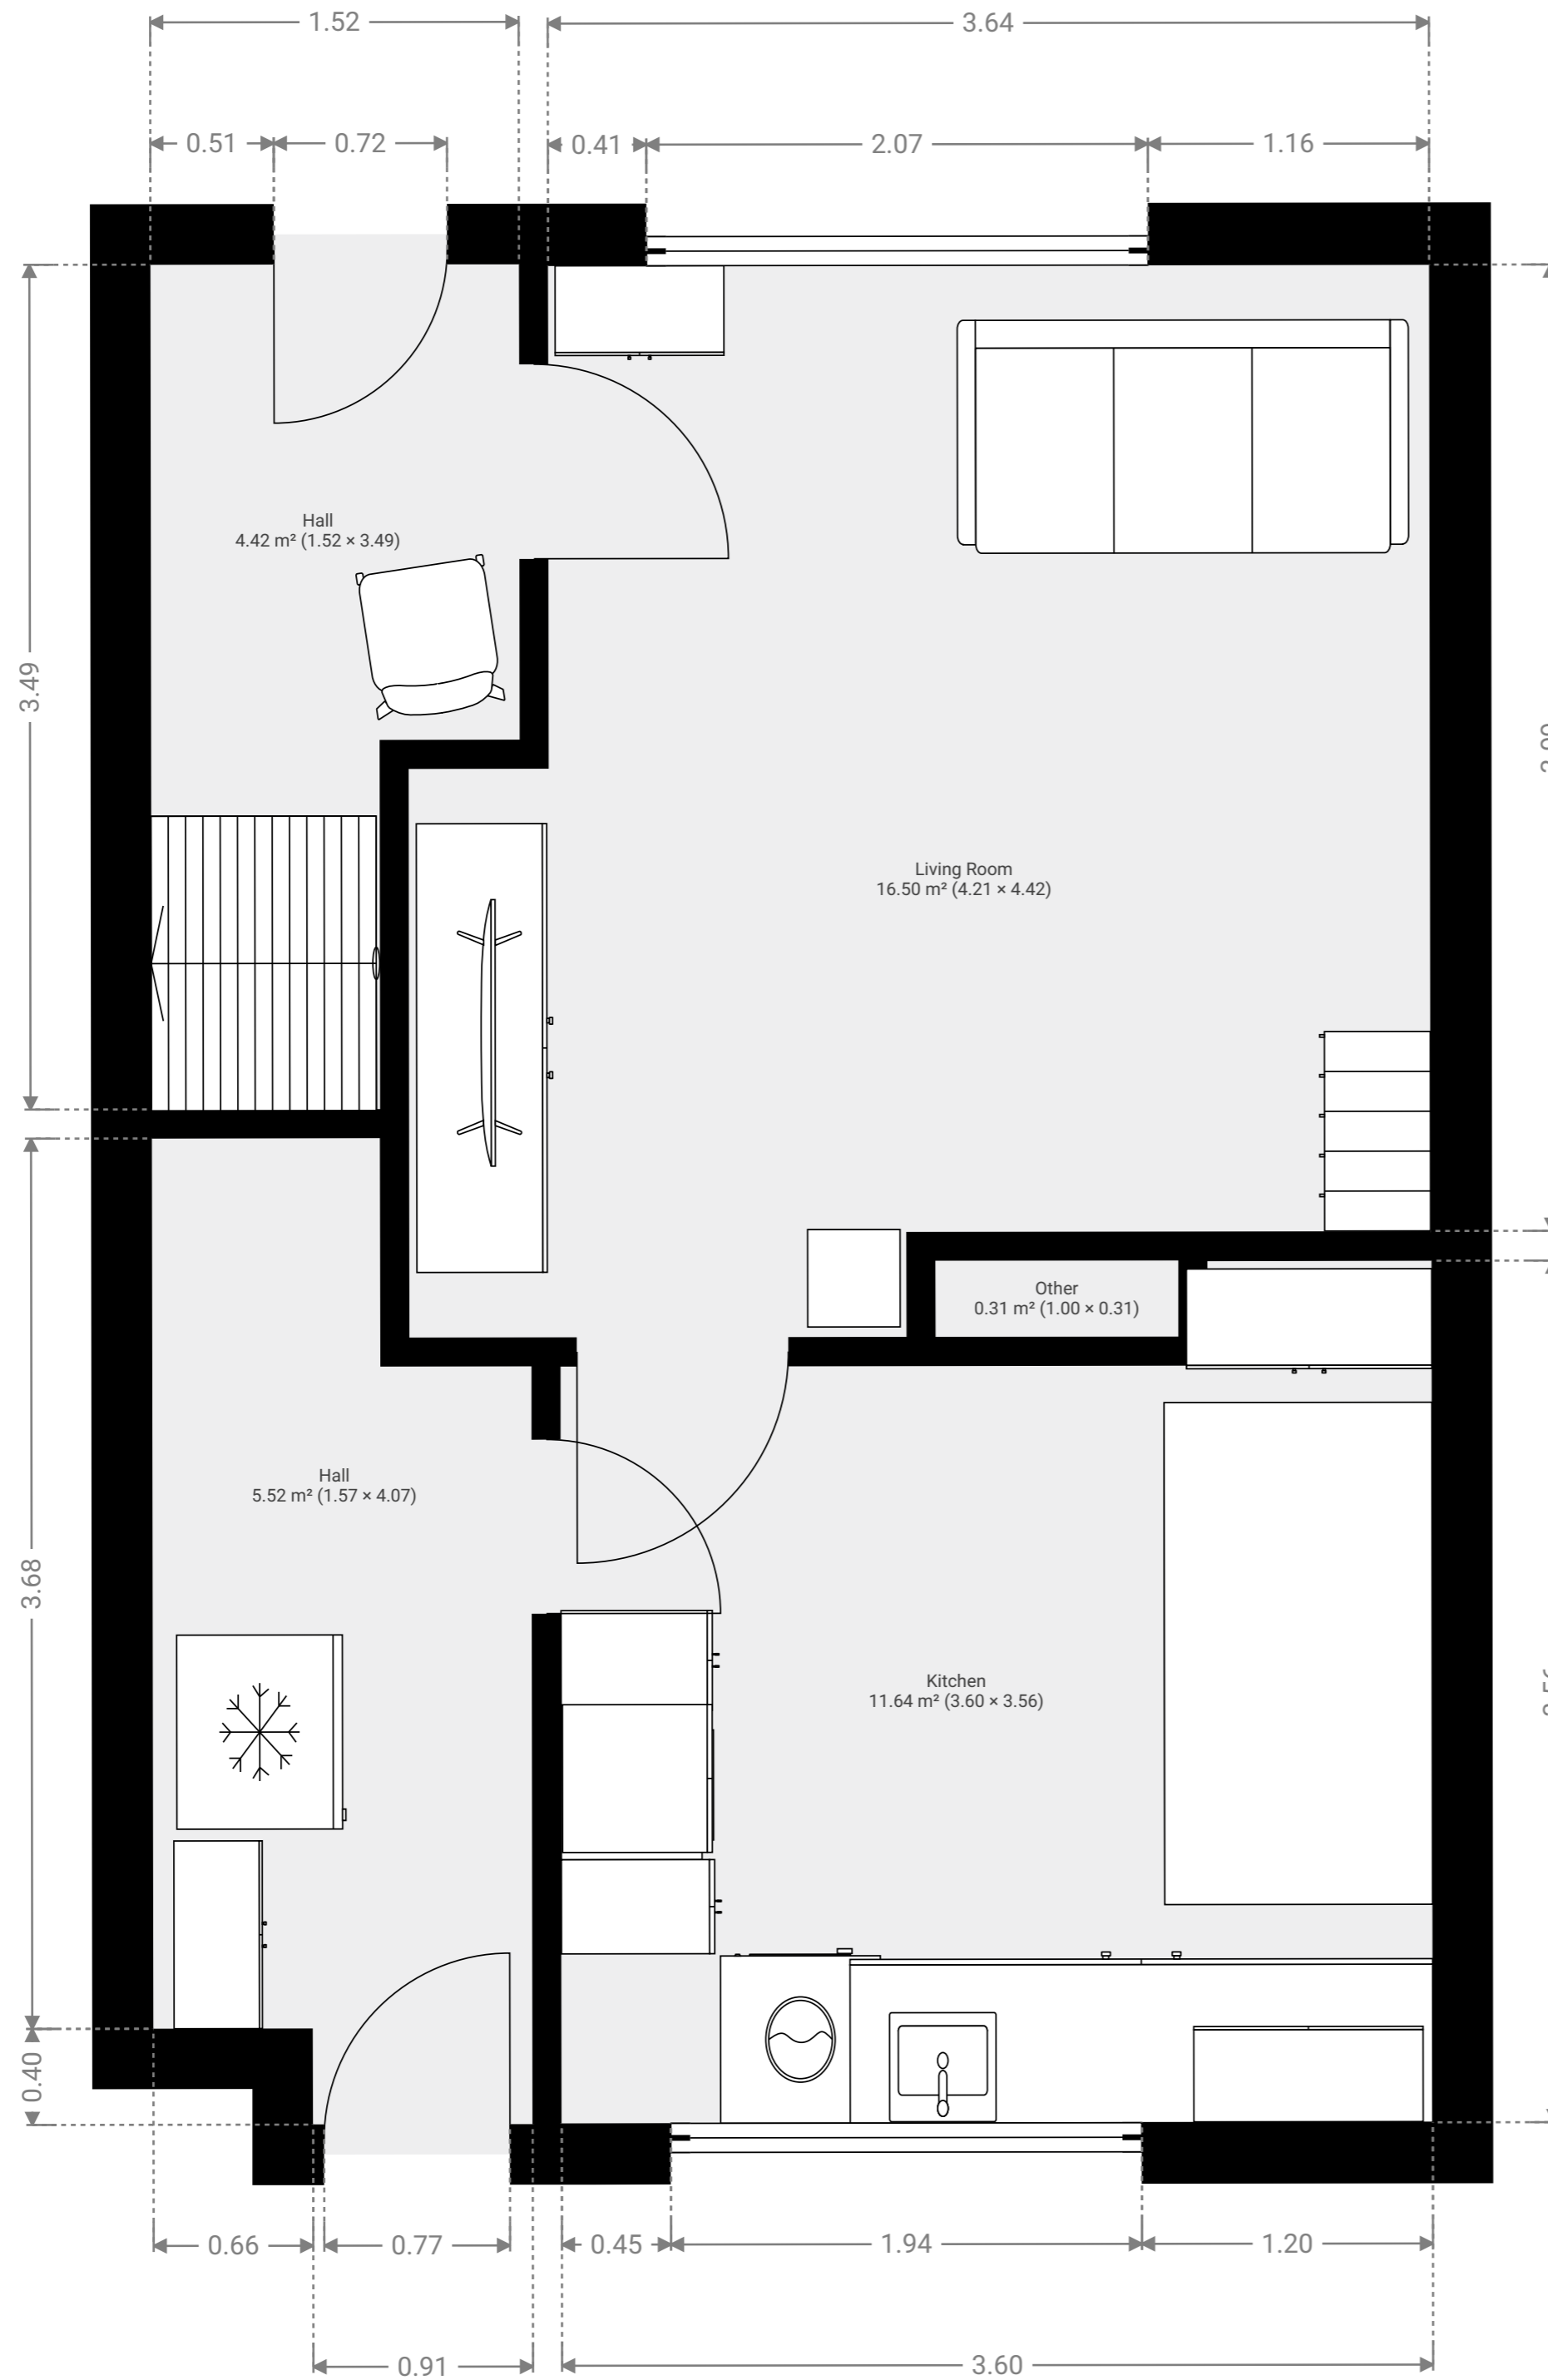 1.52
3.64
0.51
0.72
0.41
2.07
1.16
Hall
4.42 m² (1.52 × 3.49)
3.49
Living Room
16.50 m² (4.21 × 4.42)
Other
0.31 m² (1.00 × 0.31)
Hall
5.52 m² (1.57 × 4.07)
3.68
Kitchen
11.64 m² (3.60 × 3.56)
0.40
0.66
0.77
0.45
1.94
1.20
0.91
3.60